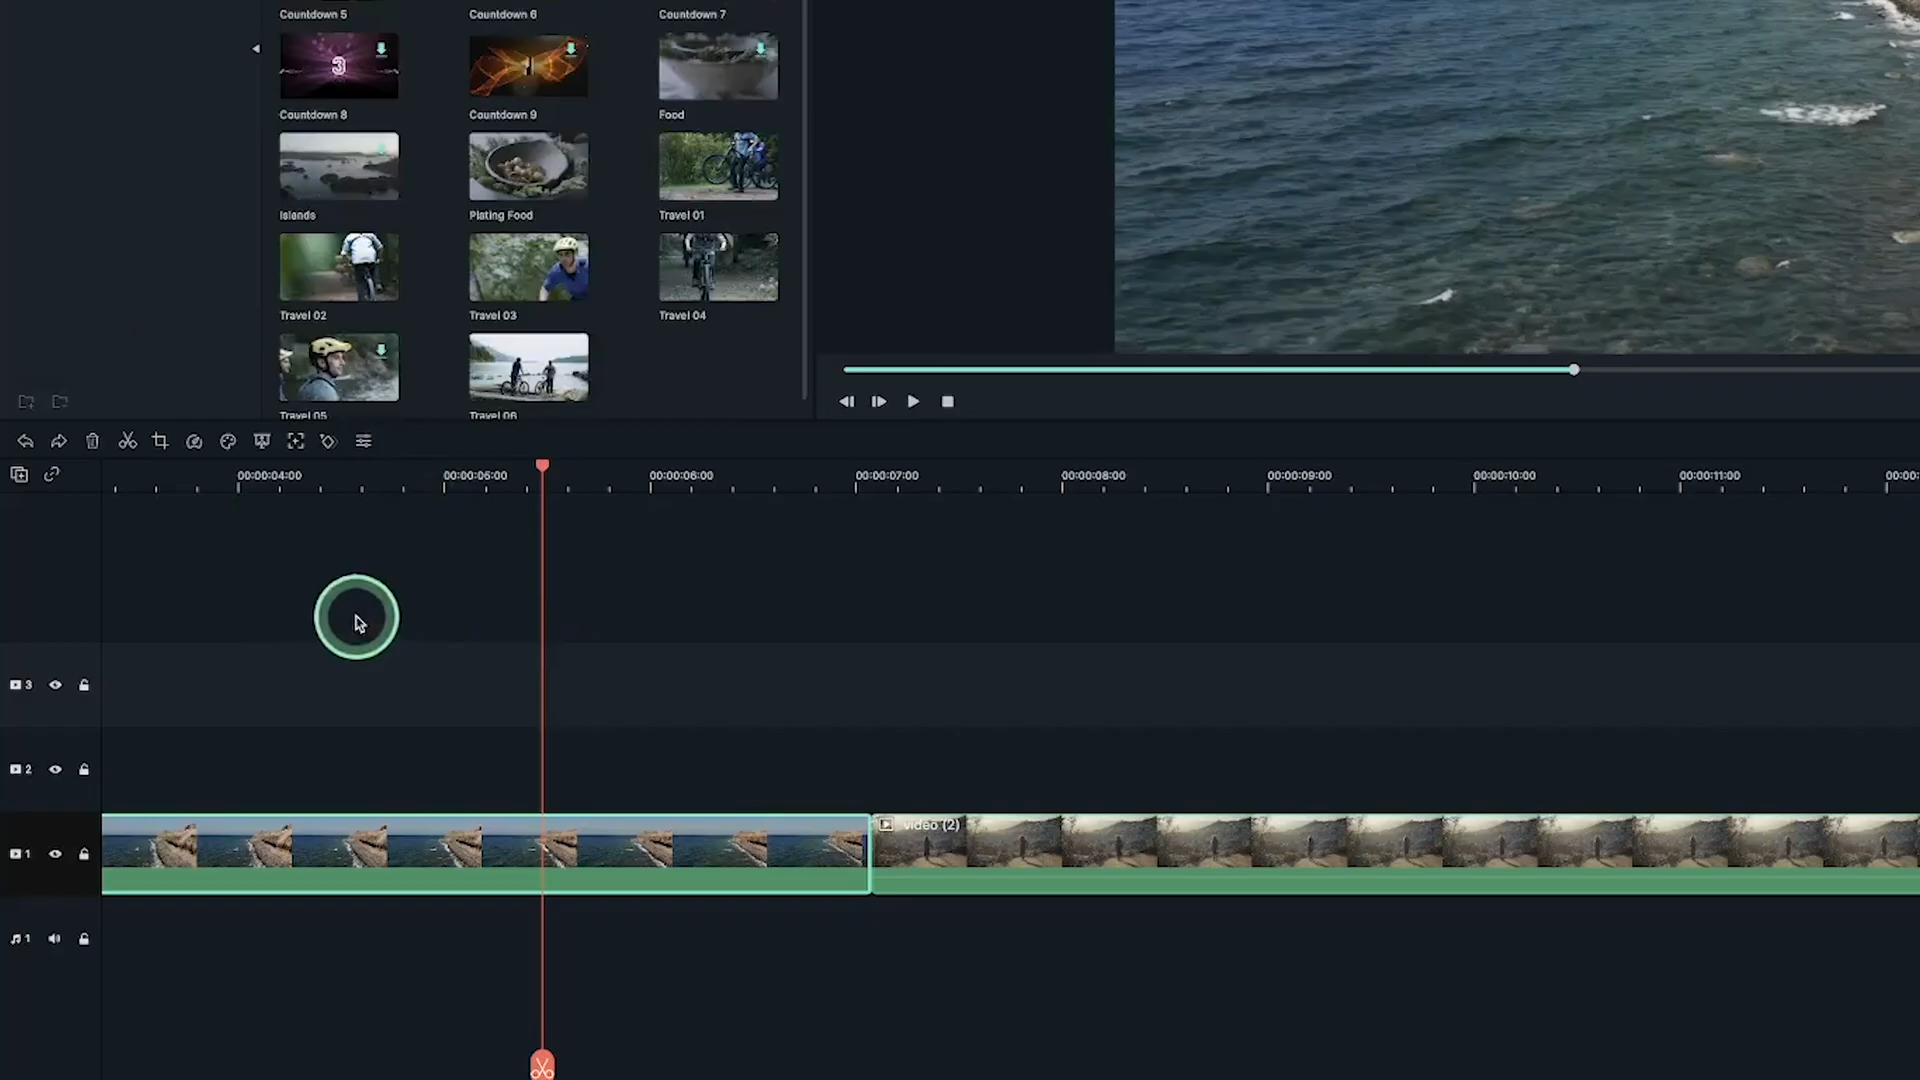 Countdown 5
Countdown 6
Countdown 7
3
Countdown 8
Countdown 9
Food
Islands
Plating Food
Travel 01
Travel 02
Travel 03
Travel 04
Travel 05
Travel 06
00:00:04:00
00:00:05:00
00:00:06:00
00:00:07:00
00:00:08:00
00:00:09:00
00:00:10:00
00:00:11:00
00:00:
3
2
video (2)
1
1